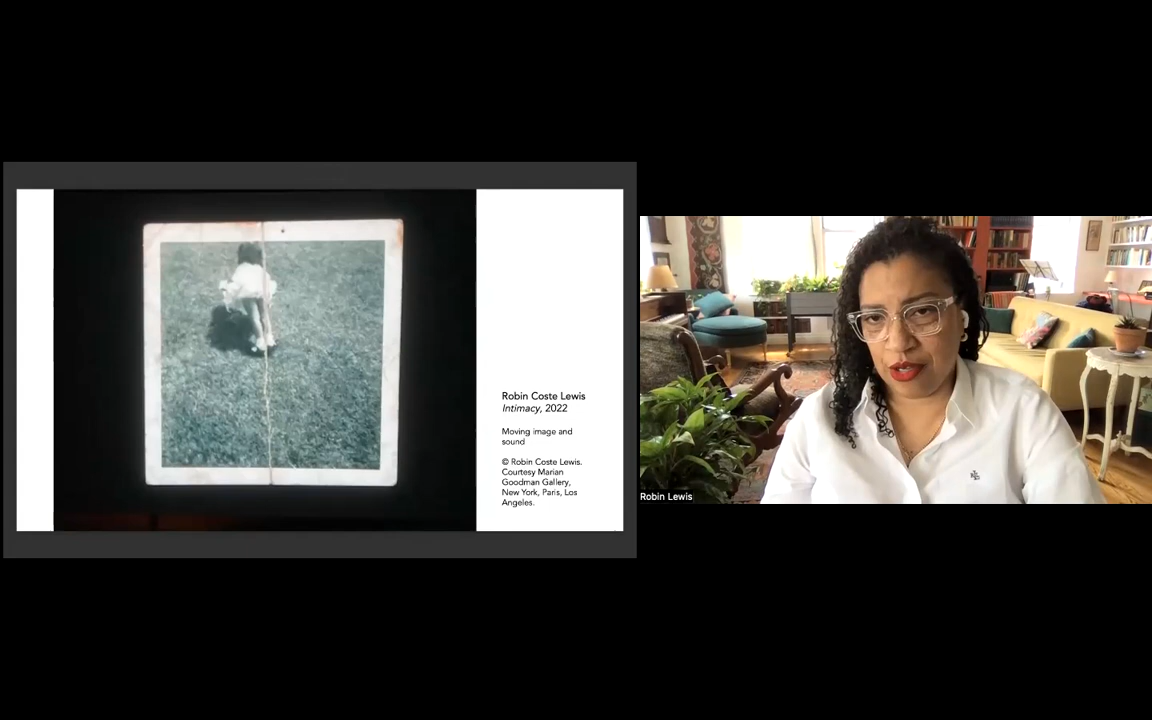 Robin Coste Lewis
Intimacy, 2022
Moving image and
sound
© Robin Coste Lewis.
Courtesy Marian
Goodman Gallery,
New York, Paris, Los
Angeles.
Robin Lewis